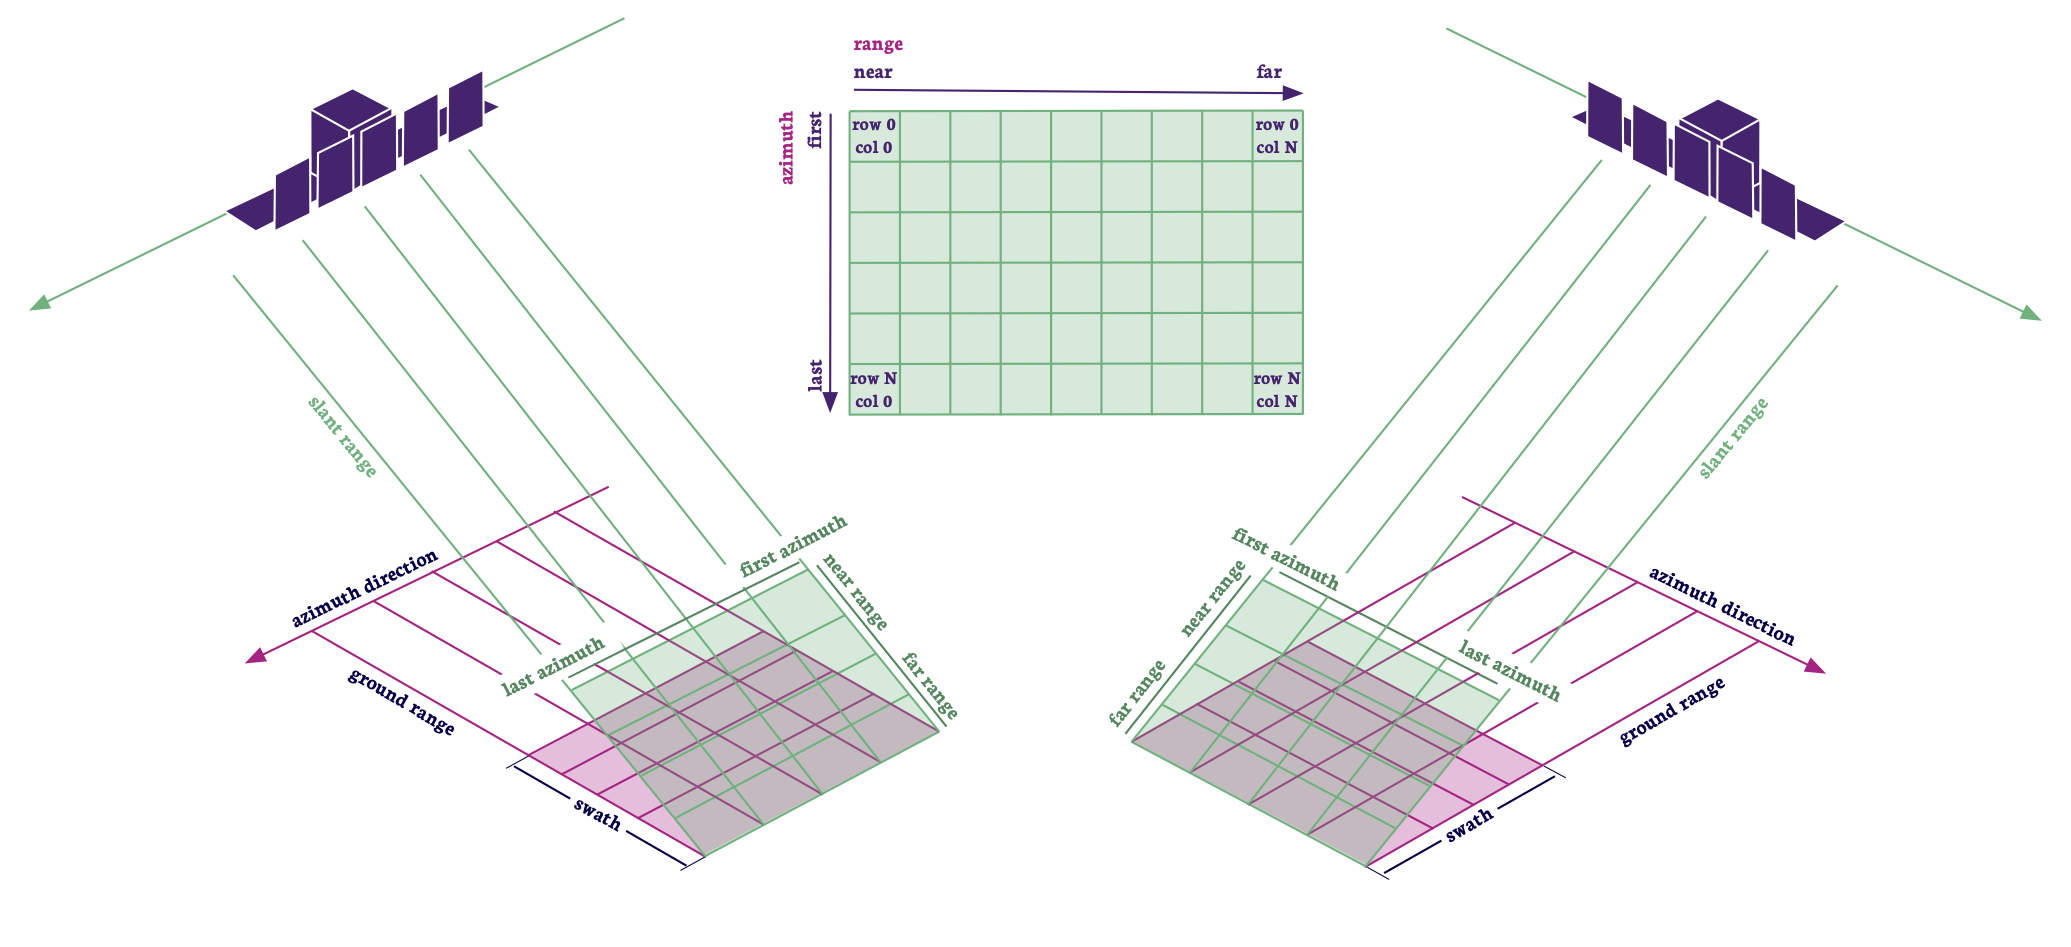 range
near
far
azimuth
first
last
row 0
col 0
row 0
col N
row N
col 0
row N
col N
slant range
azimuth direction
ground range
swath
first azimuth
last azimuth
near range
far range
slant range
azimuth direction
ground range
swath
first azimuth
last azimuth
near range
far range